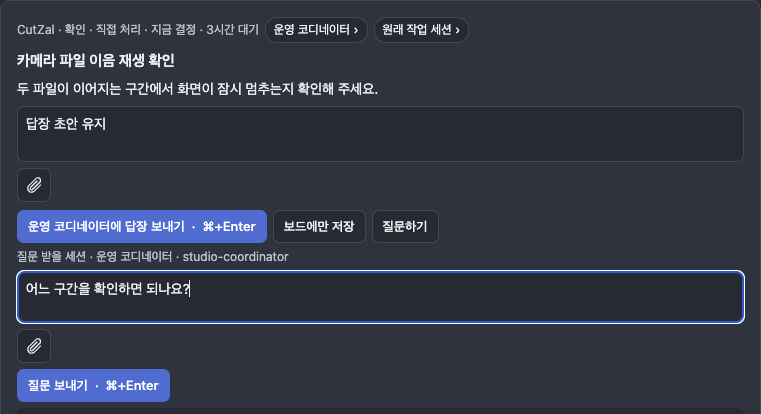 CutZal · 확인 · 직접 처리 · 지금 결정 · 3시간 대기 운영 코디네이터 › 원래 작업 세션 ›
카메라 파일 이음 재생 확인
두 파일이 이어지는 구간에서 화면이 잠시 멈추는지 확인해 주세요.
답장 초안 유지
운영 코디네이터에 답장 보내기 · ⌘+Enter 보드에만 저장 질문하기
질문 받을 세션 · 운영 코디네이터 · studio-coordinator
어느 구간을 확인하면 되나요?
질문 보내기 · ⌘+Enter